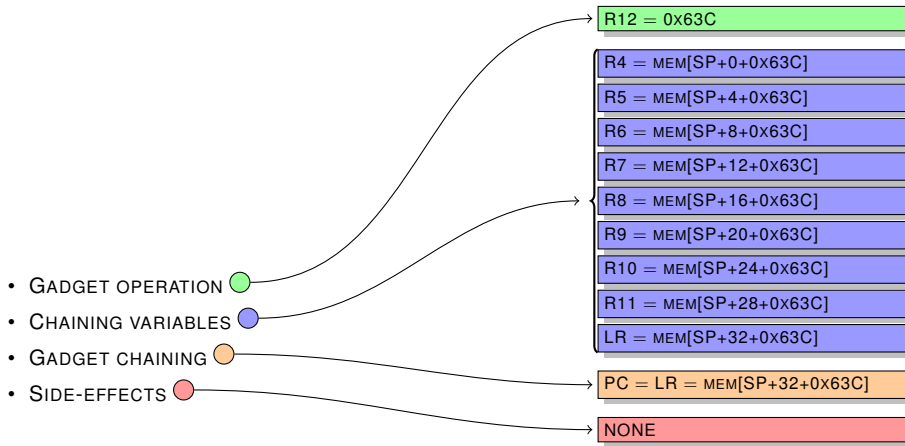 R12 = 0X63C
R4 = MEM[SP+0+0X63C]
R5 = MEM[SP+4+0X63C]
R6 = MEM[SP+8+0X63C]
R7 = MEM[SP+12+0X63C]
R8 = MEM[SP+16+0X63C]
R9 = MEM[SP+20+0X63C]
R10 = MEM[SP+24+0X63C]
R11 = MEM[SP+28+0X63C]
LR = MEM[SP+32+0X63C]
PC = LR = MEM[SP+32+0X63C]
NONE
• GADGET OPERATION
• CHAINING VARIABLES
• GADGET CHAINING
• SIDE-EFFECTS